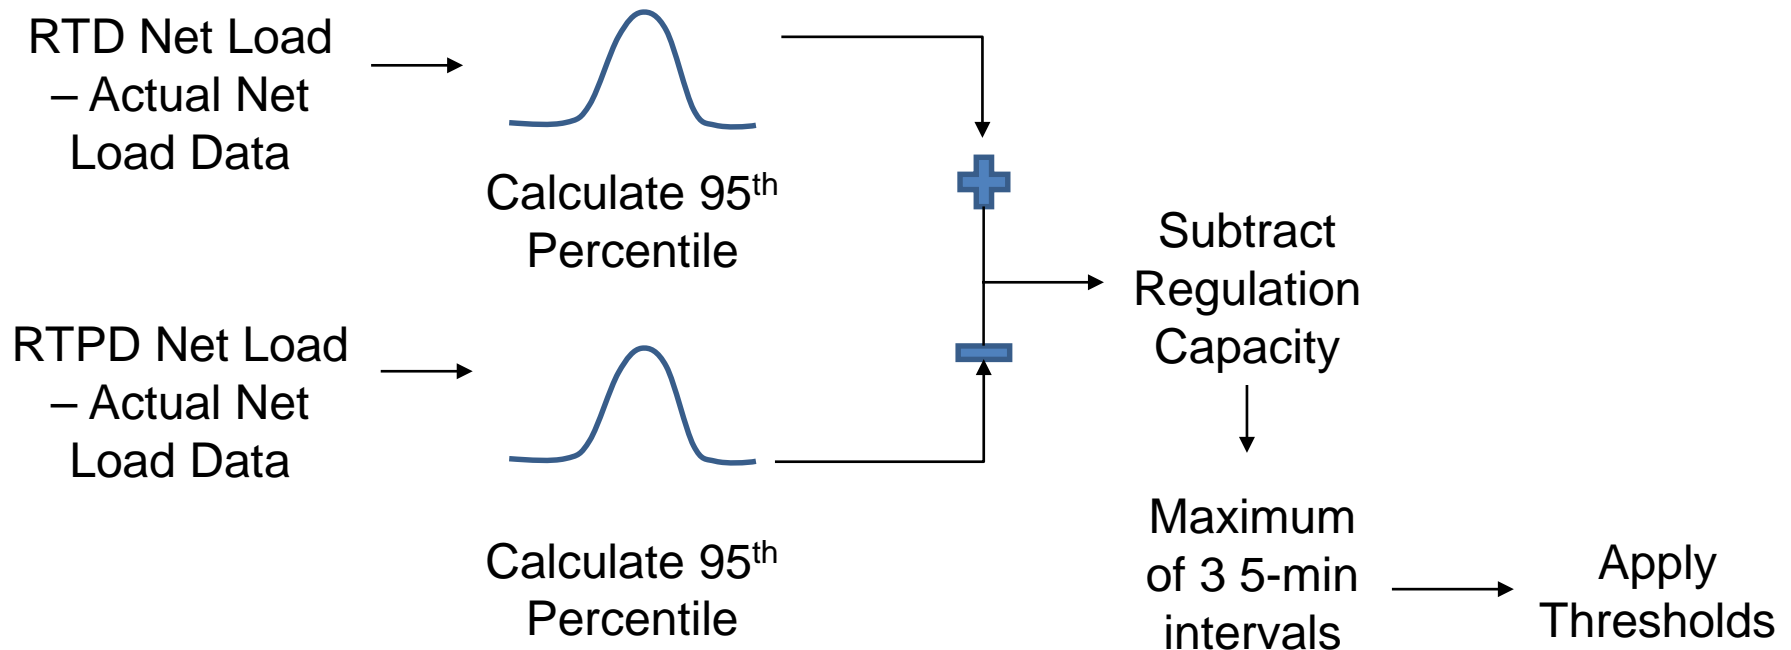 RTD Net Load
– Actual Net
Load Data
Calculate 95th
Percentile
RTPD Net Load
– Actual Net
Load Data
Calculate 95th
Percentile
Subtract
Regulation
Capacity
Maximum
of 3 5-min
intervals
Apply
Thresholds